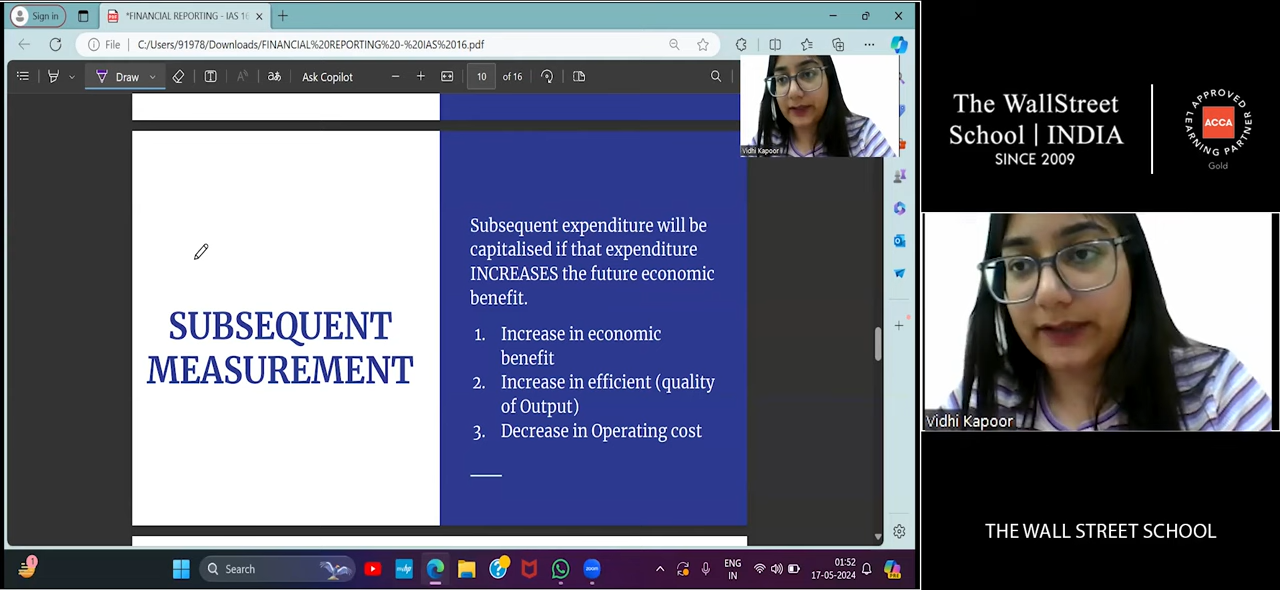 Sign in
*FINANCIAL REPORTING - IAS 16
File
C:/Users/91978/Downloads/FINANCIAL%20REPORTING%20-%20IAS%2016.pdf
Draw
Ask Copilot
10
of 16
Vidhi Kapoor
SUBSEQUENT
MEASUREMENT
Subsequent expenditure will be
capitalised if that expenditure
INCREASES the future economic
benefit.
1. Increase in economic
benefit
2. Increase in efficient (quality
of Output)
3. Decrease in Operating cost
Search
ENG
IN
01:52
17-05-2024
The WallStreet
School | INDIA
SINCE 2009
APPROVED
ACCA
LEARNING PARTNER
Gold
Vidhi Kapoor
THE WALL STREET SCHOOL